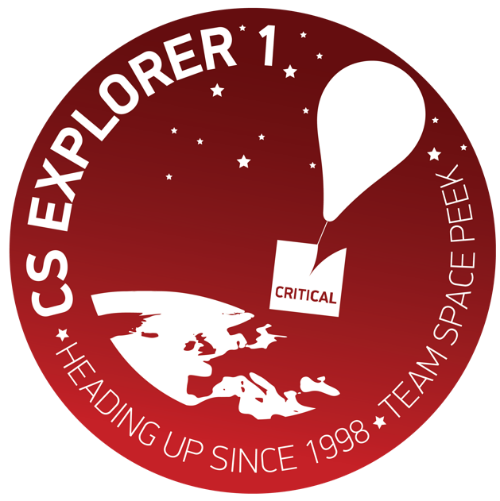 CS EXPLORER 1
CRITICAL
HEADING UP SINCE 1998
TEAM SPACE PEEK